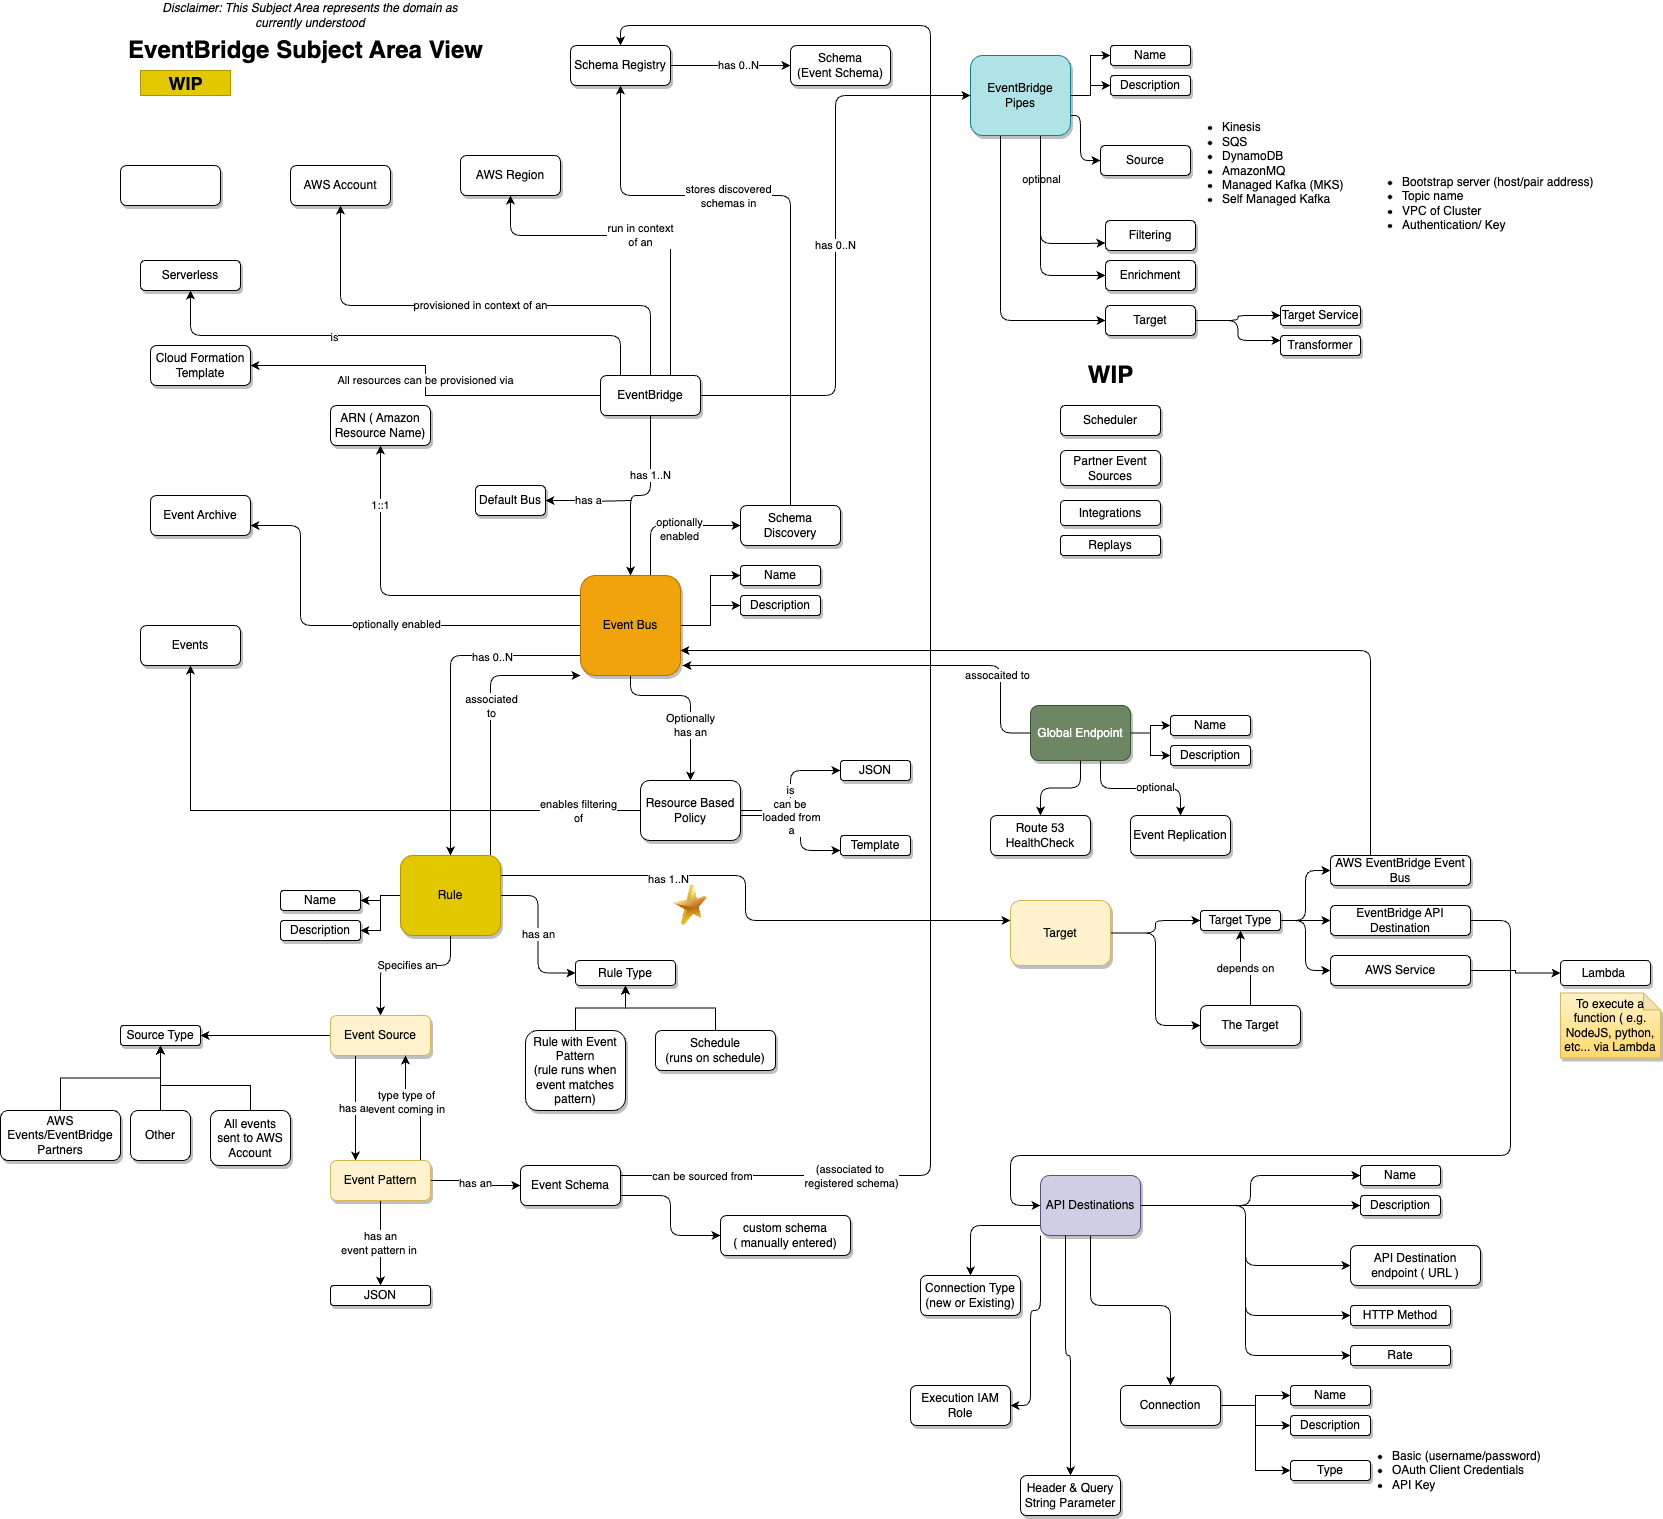 Disclaimer: This Subject Area represents the domain as
currently understood
EventBridge Subject Area View
WIP
Schema Registry
has 0..N
Schema
(Event Schema)
EventBridge
Pipes
Name
Description
Source
Kinesis
SQS
DynamoDB
AmazonMQ
Managed Kafka (MKS)
Self Managed Kafka
Bootstrap server (host/pair address)
Topic name
VPC of Cluster
Authentication/ Key
optional
Filtering
Enrichment
Target
Target Service
Transformer
AWS Account
AWS Region
stores discovered
schemas in
run in context
of an
has 0..N
Serverless
provisioned in context of an
is
Cloud Formation
Template
All resources can be provisioned via
EventBridge
WIP
Scheduler
Partner Event
Sources
Integrations
Replays
ARN ( Amazon
Resource Name)
has 1..N
1::1
Default Bus
has a
Event Archive
optionally
enabled
Schema
Discovery
Name
Description
Event Bus
optionally enabled
Events
has 0..N
associated
to
assocaited to
Optionally
has an
Global Endpoint
Name
Description
optional
Route 53
HealthCheck
Event Replication
enables filtering
of
Resource Based
Policy
is
can be
loaded from
a
JSON
Template
Rule
Name
Description
has 1..N
has an
Specifies an
Rule Type
Rule with Event
Pattern
(rule runs when
event matches
pattern)
Schedule
(runs on schedule)
Target
Target Type
depends on
The Target
AWS EventBridge Event
Bus
EventBridge API
Destination
AWS Service
Lambda
To execute a
function ( e.g.
NodeJS, python,
etc... via Lambda
Source Type
Event Source
AWS
Events/EventBridge
Partners
Other
All events
sent to AWS
Account
has a
type type of
event coming in
Event Pattern
has an
Event Schema
can be sourced from
(associated to
registered schema)
custom schema
( manually entered)
has an
event pattern in
JSON
API Destinations
Name
Description
API Destination
endpoint ( URL )
HTTP Method
Rate
Connection Type
(new or Existing)
Execution IAM
Role
Header & Query
String Parameter
Connection
Name
Description
Type
Basic (username/password)
OAuth Client Credentials
API Key